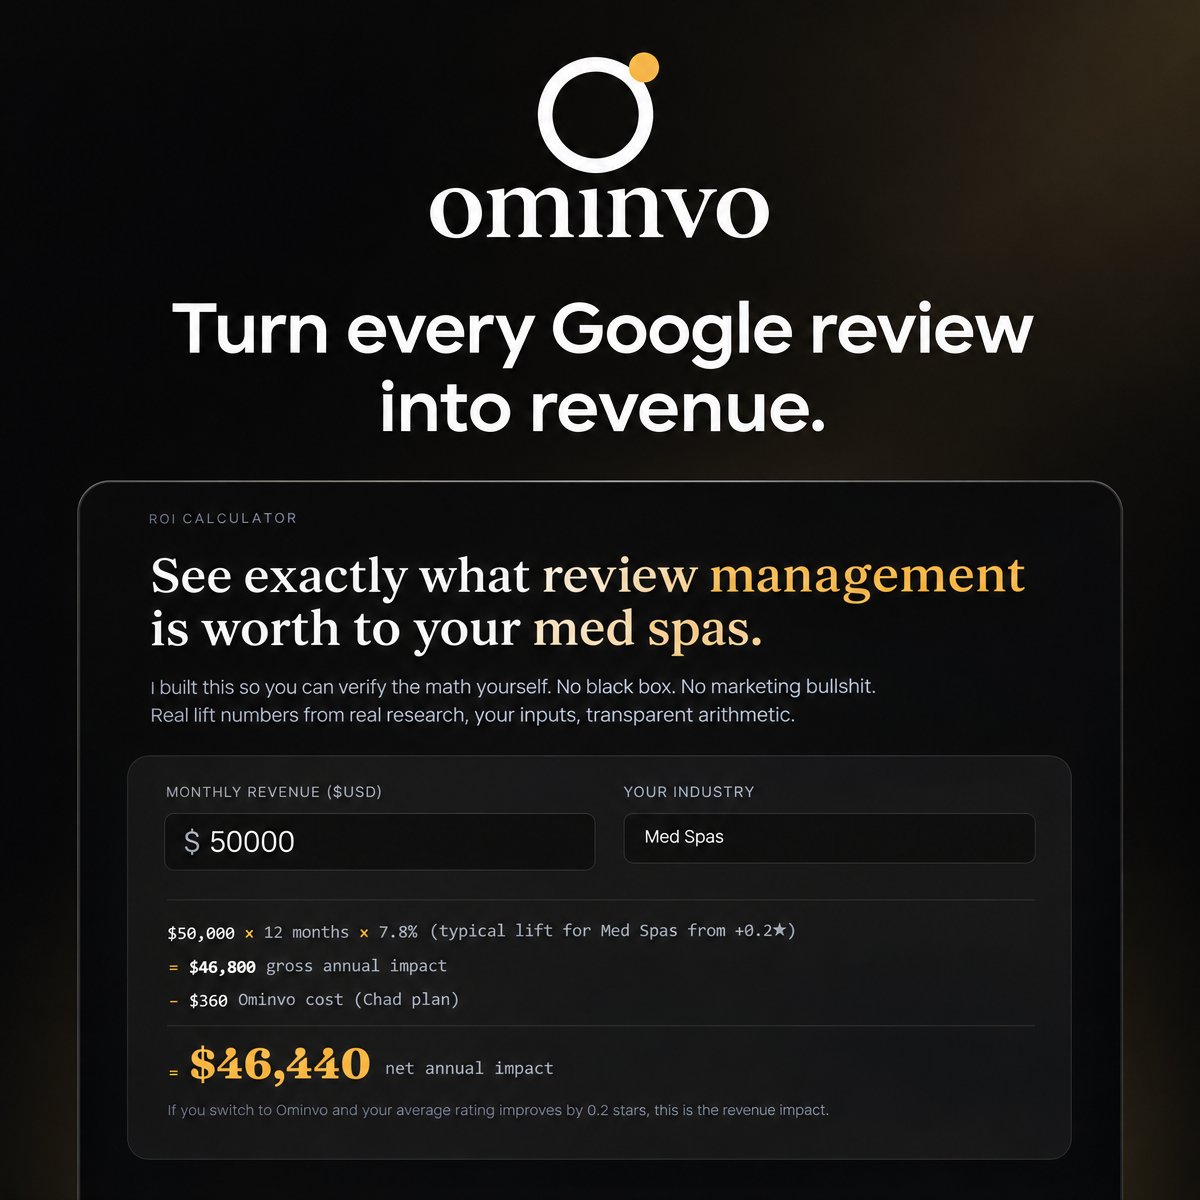 ominvo
Turn every Google review
into revenue.
ROI CALCULATOR
See exactly what review management
is worth to your med spas.
I built this so you can verify the math yourself. No black box. No marketing bullshit.
Real lift numbers from real research, your inputs, transparent arithmetic.
MONTHLY REVENUE ($USD)
YOUR INDUSTRY
$ 50000
Med Spas
$50,000 × 12 months × 7.8% (typical lift for Med Spas from +0.2★)
= $46,800 gross annual impact
− $360 Ominvo cost (Chad plan)
= $46,440 net annual impact
If you switch to Ominvo and your average rating improves by 0.2 stars, this is the revenue impact.